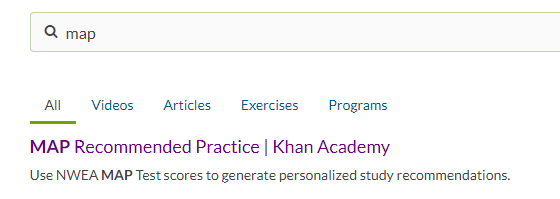 map
All Videos Articles Exercises Programs
MAP Recommended Practice | Khan Academy
Use NWEA MAP Test scores to generate personalized study recommendations.